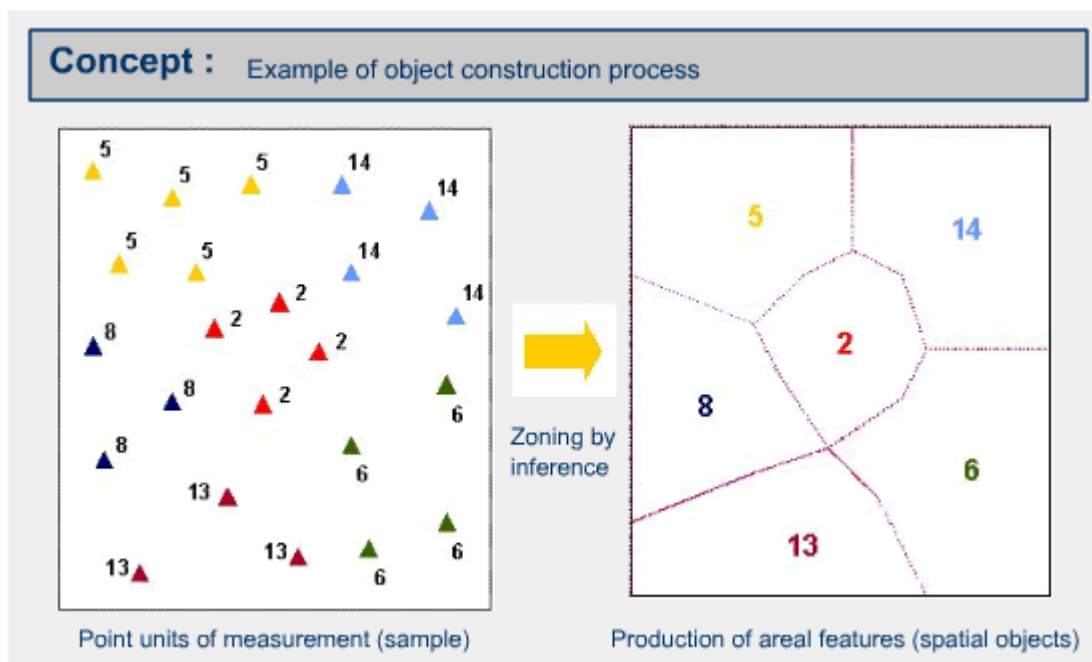 Concept : Example of object construction process
5 5 5 14 14
5 5 14 14
2 2 2 2
8 8 8
6 6 6 6
13 13 13
Zoning by
inference
5 14
2
8
6
13
Point units of measurement (sample)
Production of areal features (spatial objects)